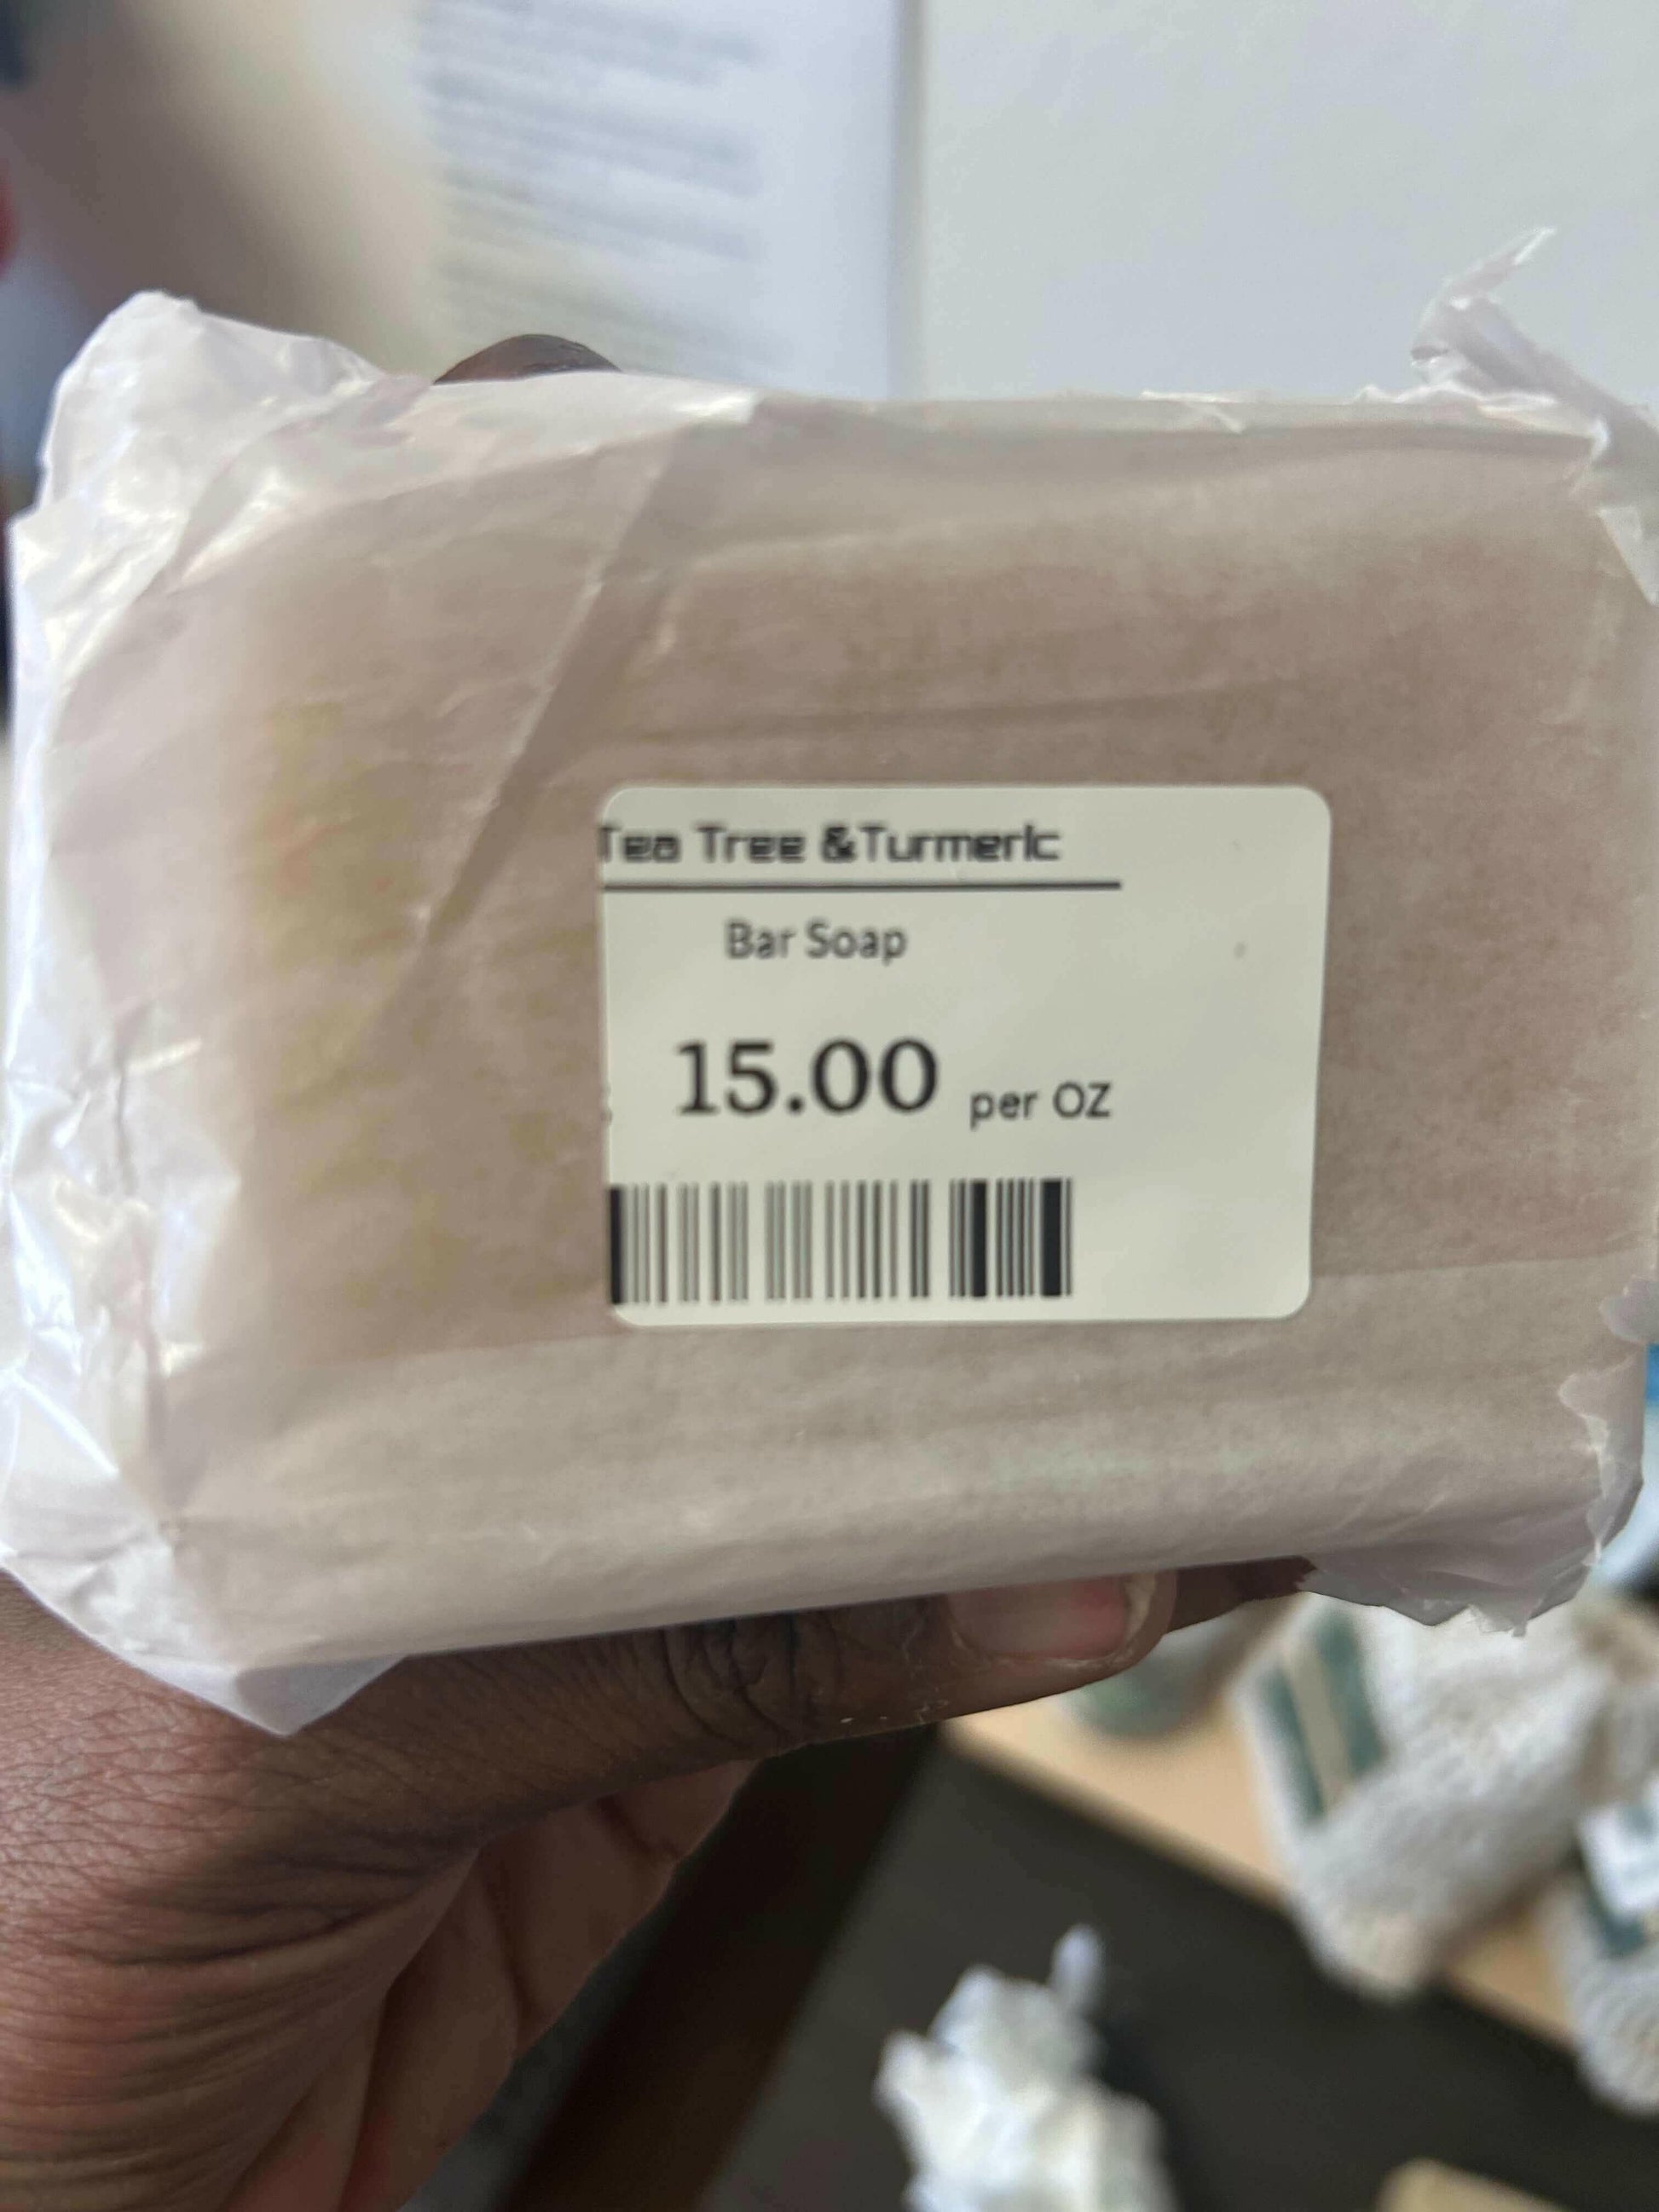 Tea Tree &Turmeric
Bar Soap
15.00 per OZ